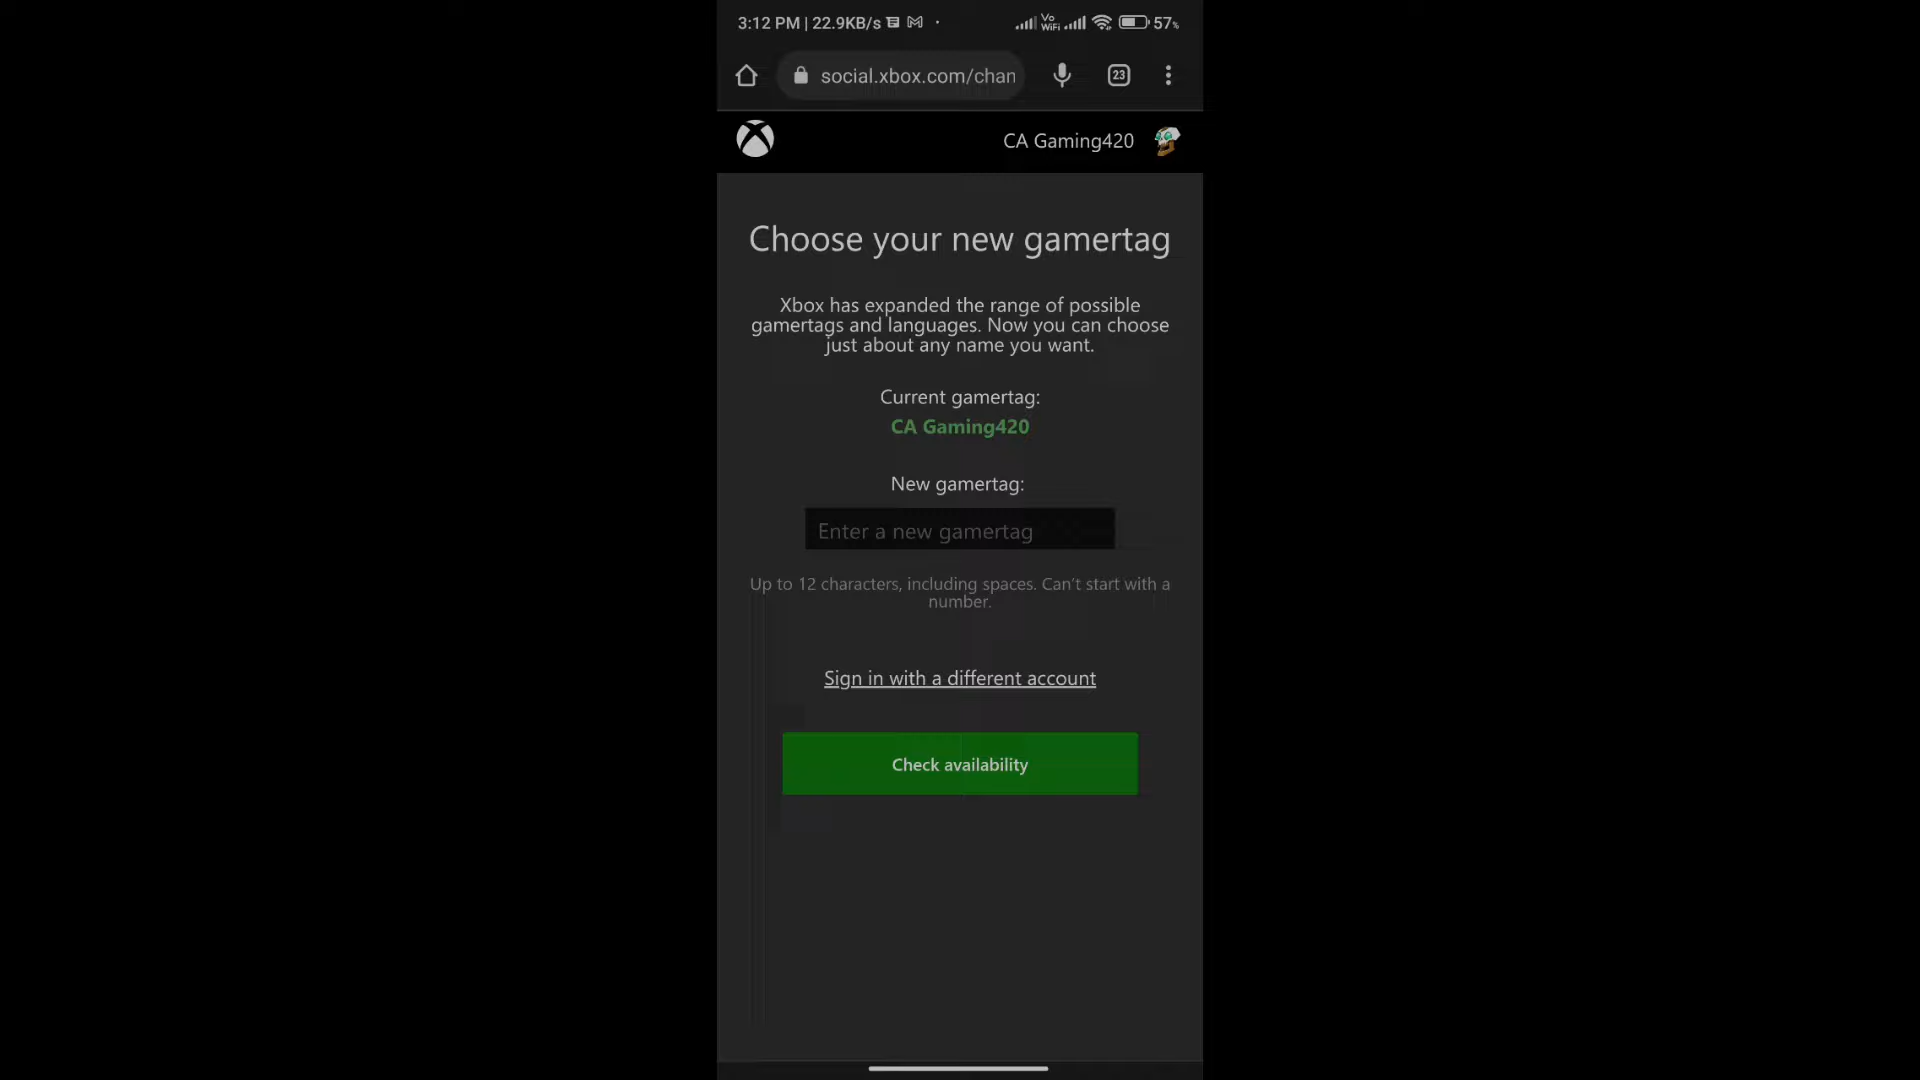 3:12 PM | 22.9KB/s
Vo
WiFi
57%
social.xbox.com/chan
23
CA Gaming420
Choose your new gamertag
Xbox has expanded the range of possible
gamertags and languages. Now you can choose
just about any name you want.
Current gamertag:
CA Gaming420
New gamertag:
Enter a new gamertag
Up to 12 characters, including spaces. Can't start with a
number.
Sign in with a different account
Check availability